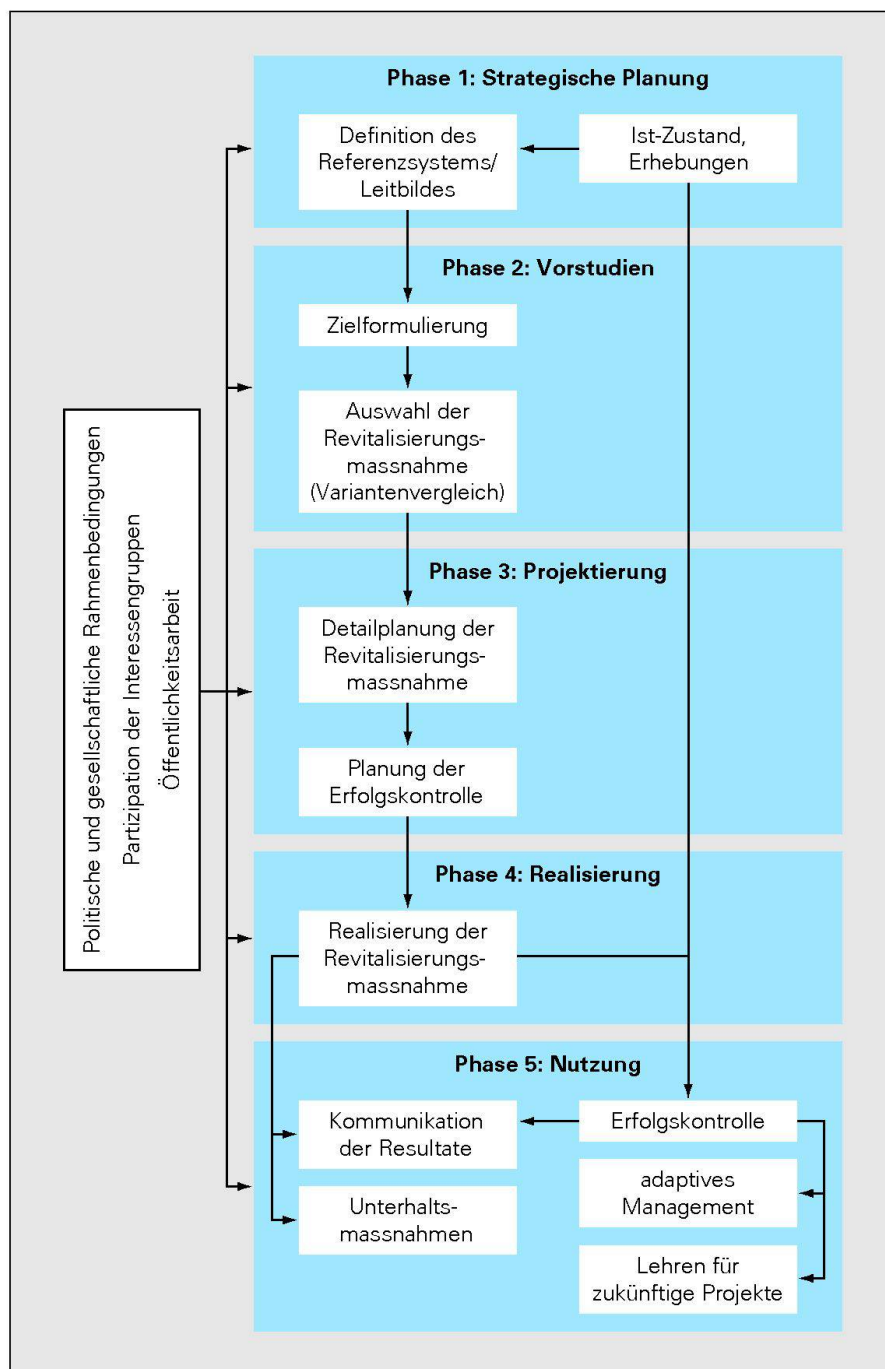 Phase 1: Strategische Planung
Definition des
Referenzsystems/
Leitbildes
Ist-Zustand,
Erhebungen
Phase 2: Vorstudien
Zielformulierung
Auswahl der
Revitalisierungs-
massnahme
(Variantenvergleich)
Politische und gesellschaftliche Rahmenbedingungen
Partizipation der Interessengruppen
Öffentlichkeitsarbeit
Phase 3: Projektierung
Detailplanung der
Revitalisierungs-
massnahme
Planung der
Erfolgskontrolle
Phase 4: Realisierung
Realisierung der
Revitalisierungs-
massnahme
Phase 5: Nutzung
Kommunikation
der Resultate
Erfolgskontrolle
Unterhalts-
massnahmen
adaptives
Management
Lehren für
zukünftige Projekte